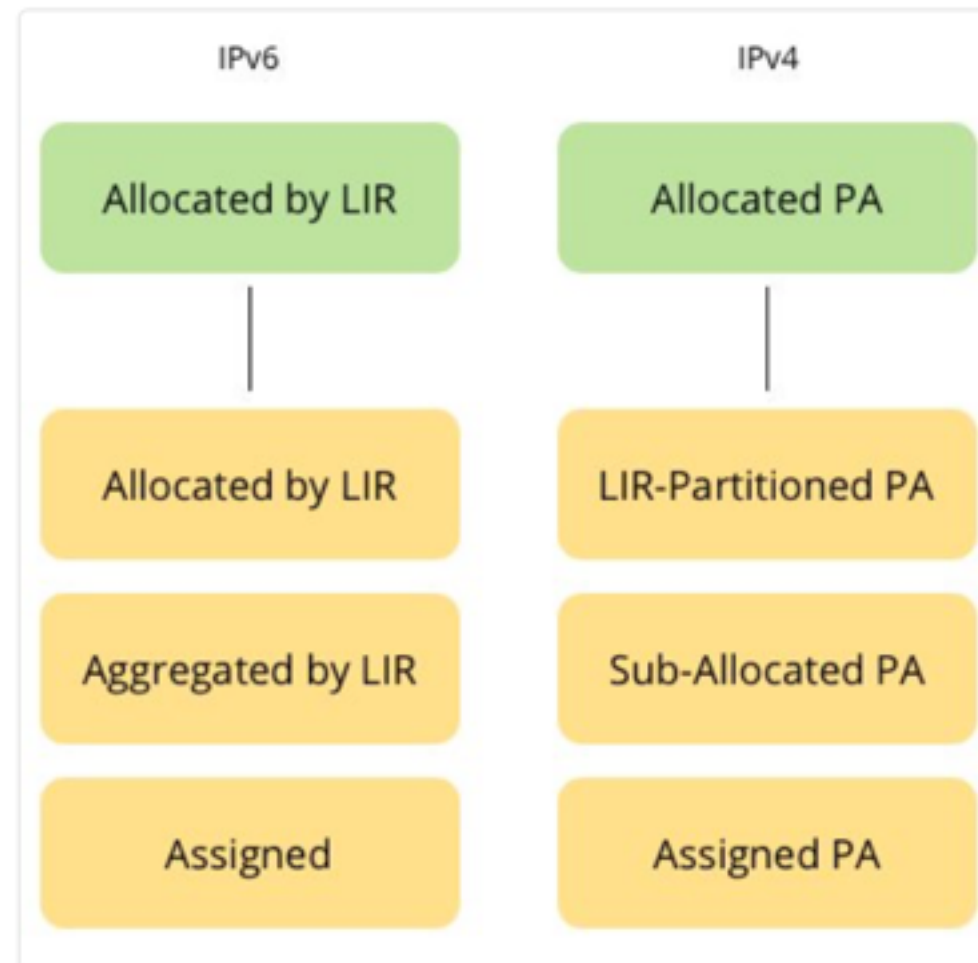 IPv6
IPv4
Allocated by LIR
Allocated PA
Allocated by LIR
LIR-Partitioned PA
Aggregated by LIR
Sub-Allocated PA
Assigned
Assigned PA